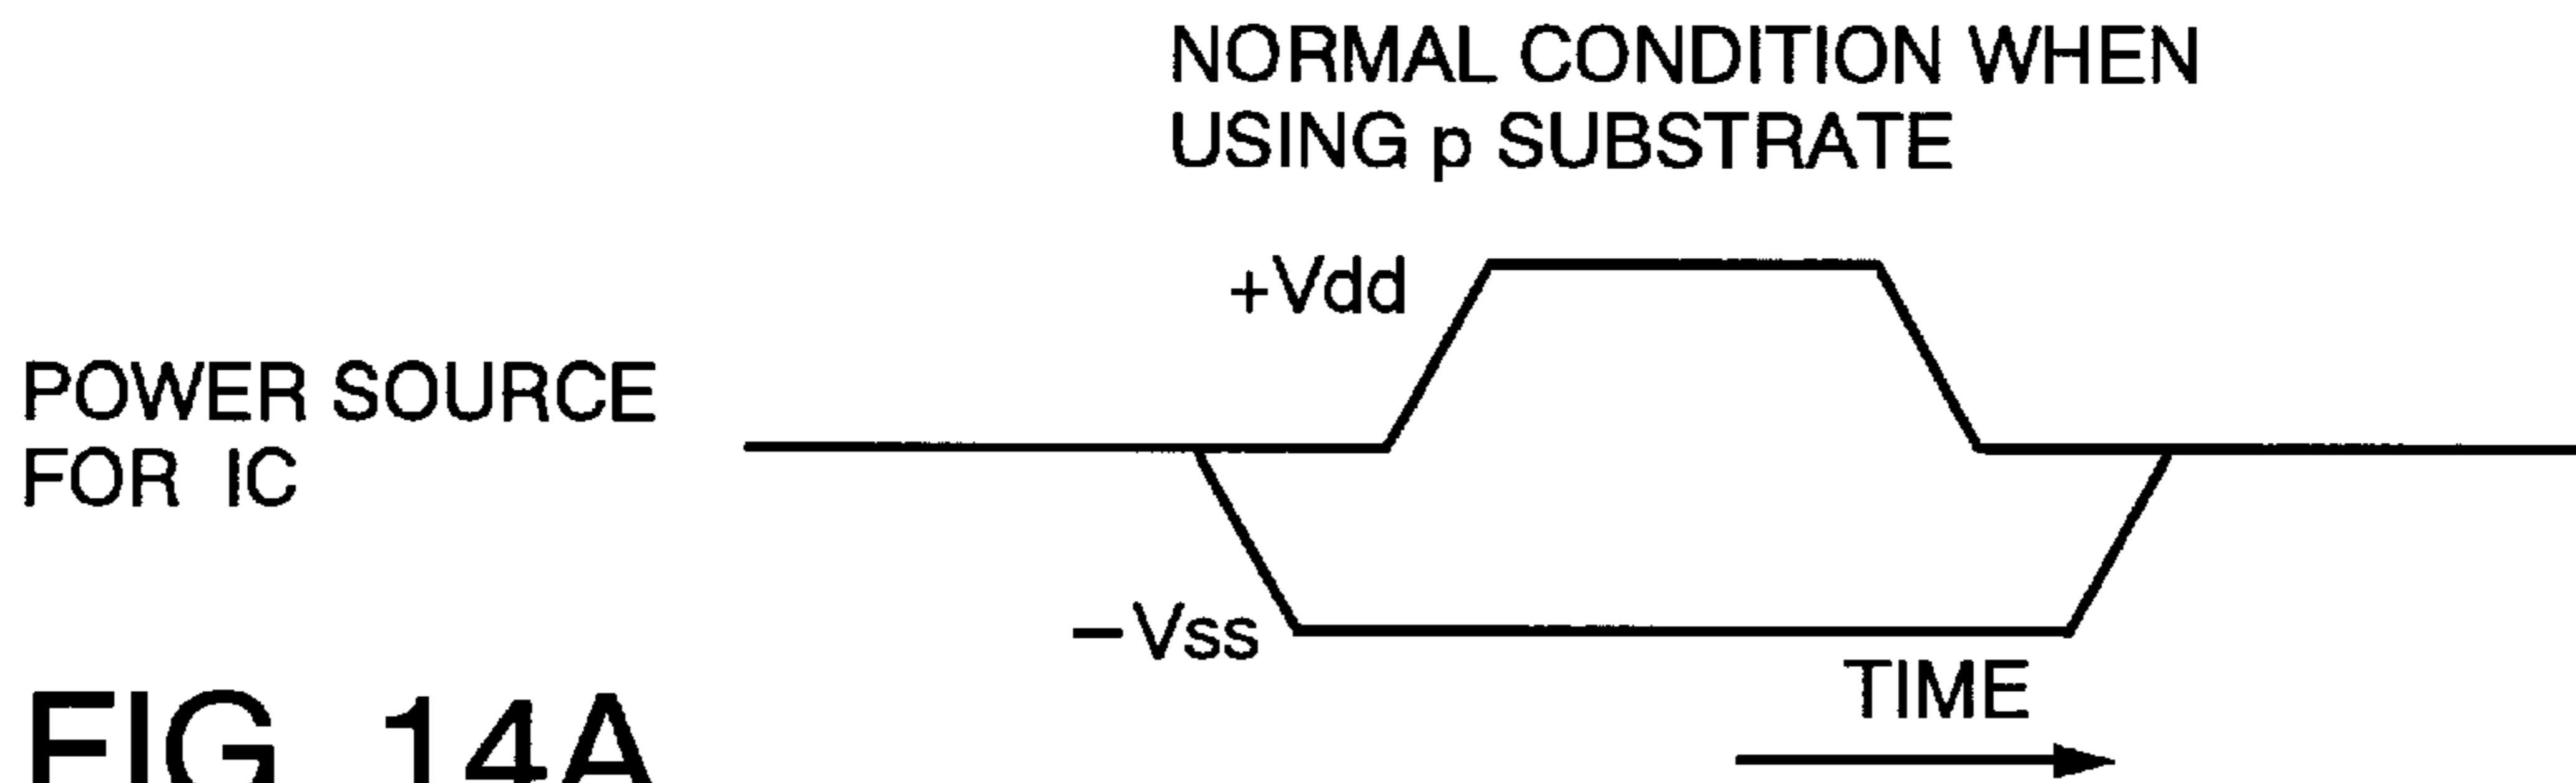 NORMAL CONDITION WHEN
USING p SUBSTRATE
+Vdd
POWER SOURCE
FOR IC
−Vss
TIME
FIG. 14A